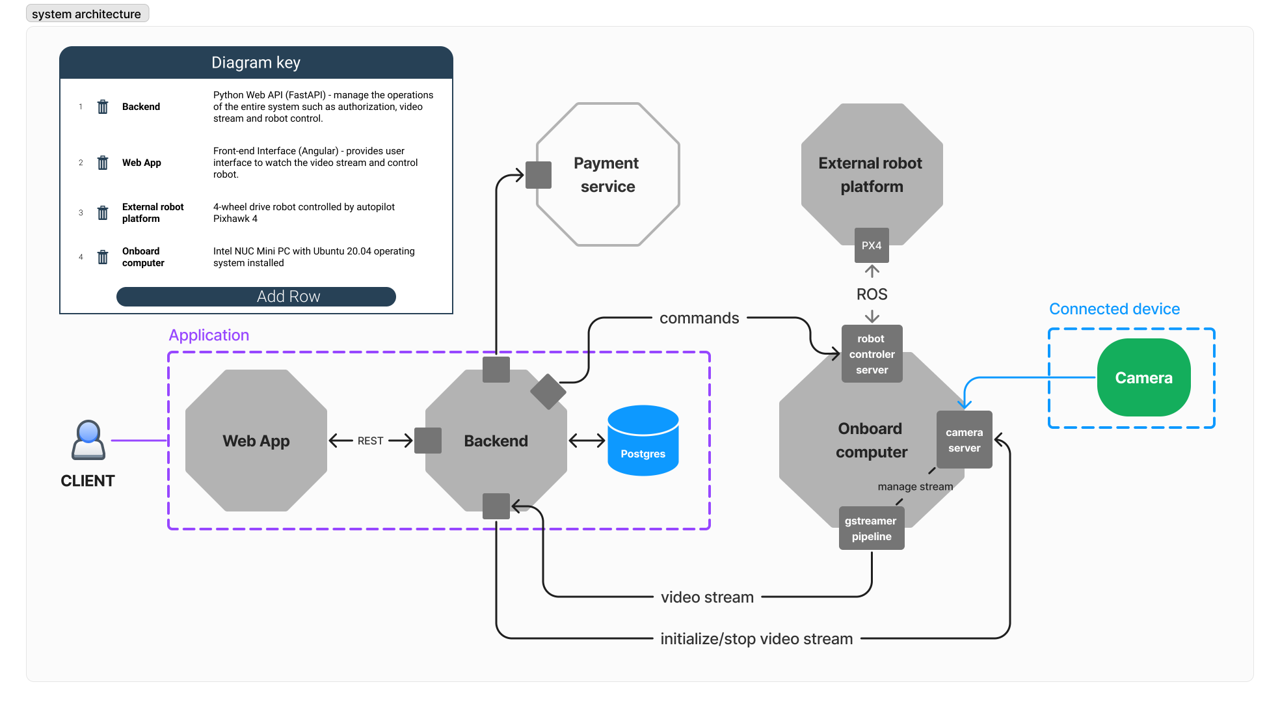 system architecture
Diagram key
1
Backend
Python Web API (FastAPI) - manage the operations
of the entire system such as authorization, video
stream and robot control.
2
Web App
Front-end Interface (Angular) - provides user
interface to watch the video stream and control
robot.
3
External robot
platform
4-wheel drive robot controlled by autopilot
Pixhawk 4
4
Onboard
computer
Intel NUC Mini PC with Ubuntu 20.04 operating
system installed
Add Row
Payment
service
External robot
platform
PX4
ROS
commands
robot
controler
server
Connected device
Camera
Application
CLIENT
Web App
REST
Backend
Postgres
Onboard
computer
camera
server
manage stream
gstreamer
pipeline
video stream
initialize/stop video stream